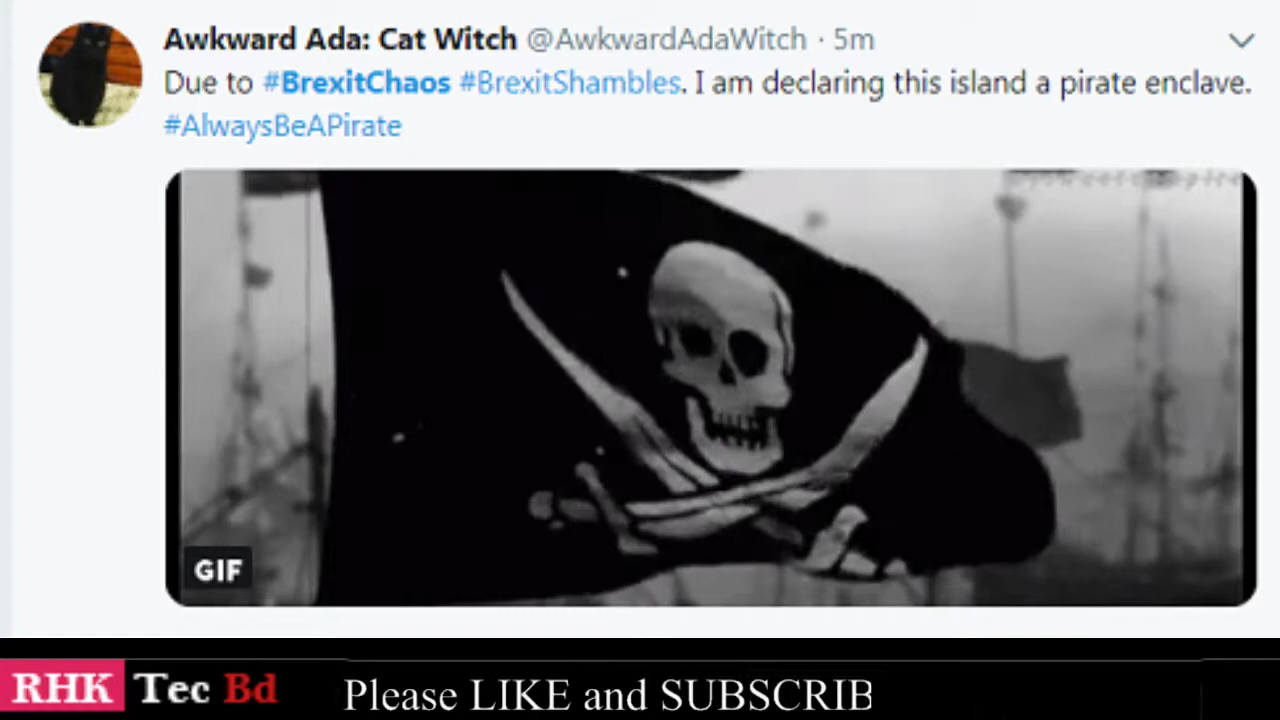 Awkward Ada: Cat Witch @AwkwardAdaWitch · 5m
Due to #BrexitChaos #BrexitShambles. I am declaring this island a pirate enclave.
#AlwaysBeAPirate
GIF
RHK Tec Bd
Please LIKE and SUBSCRIB